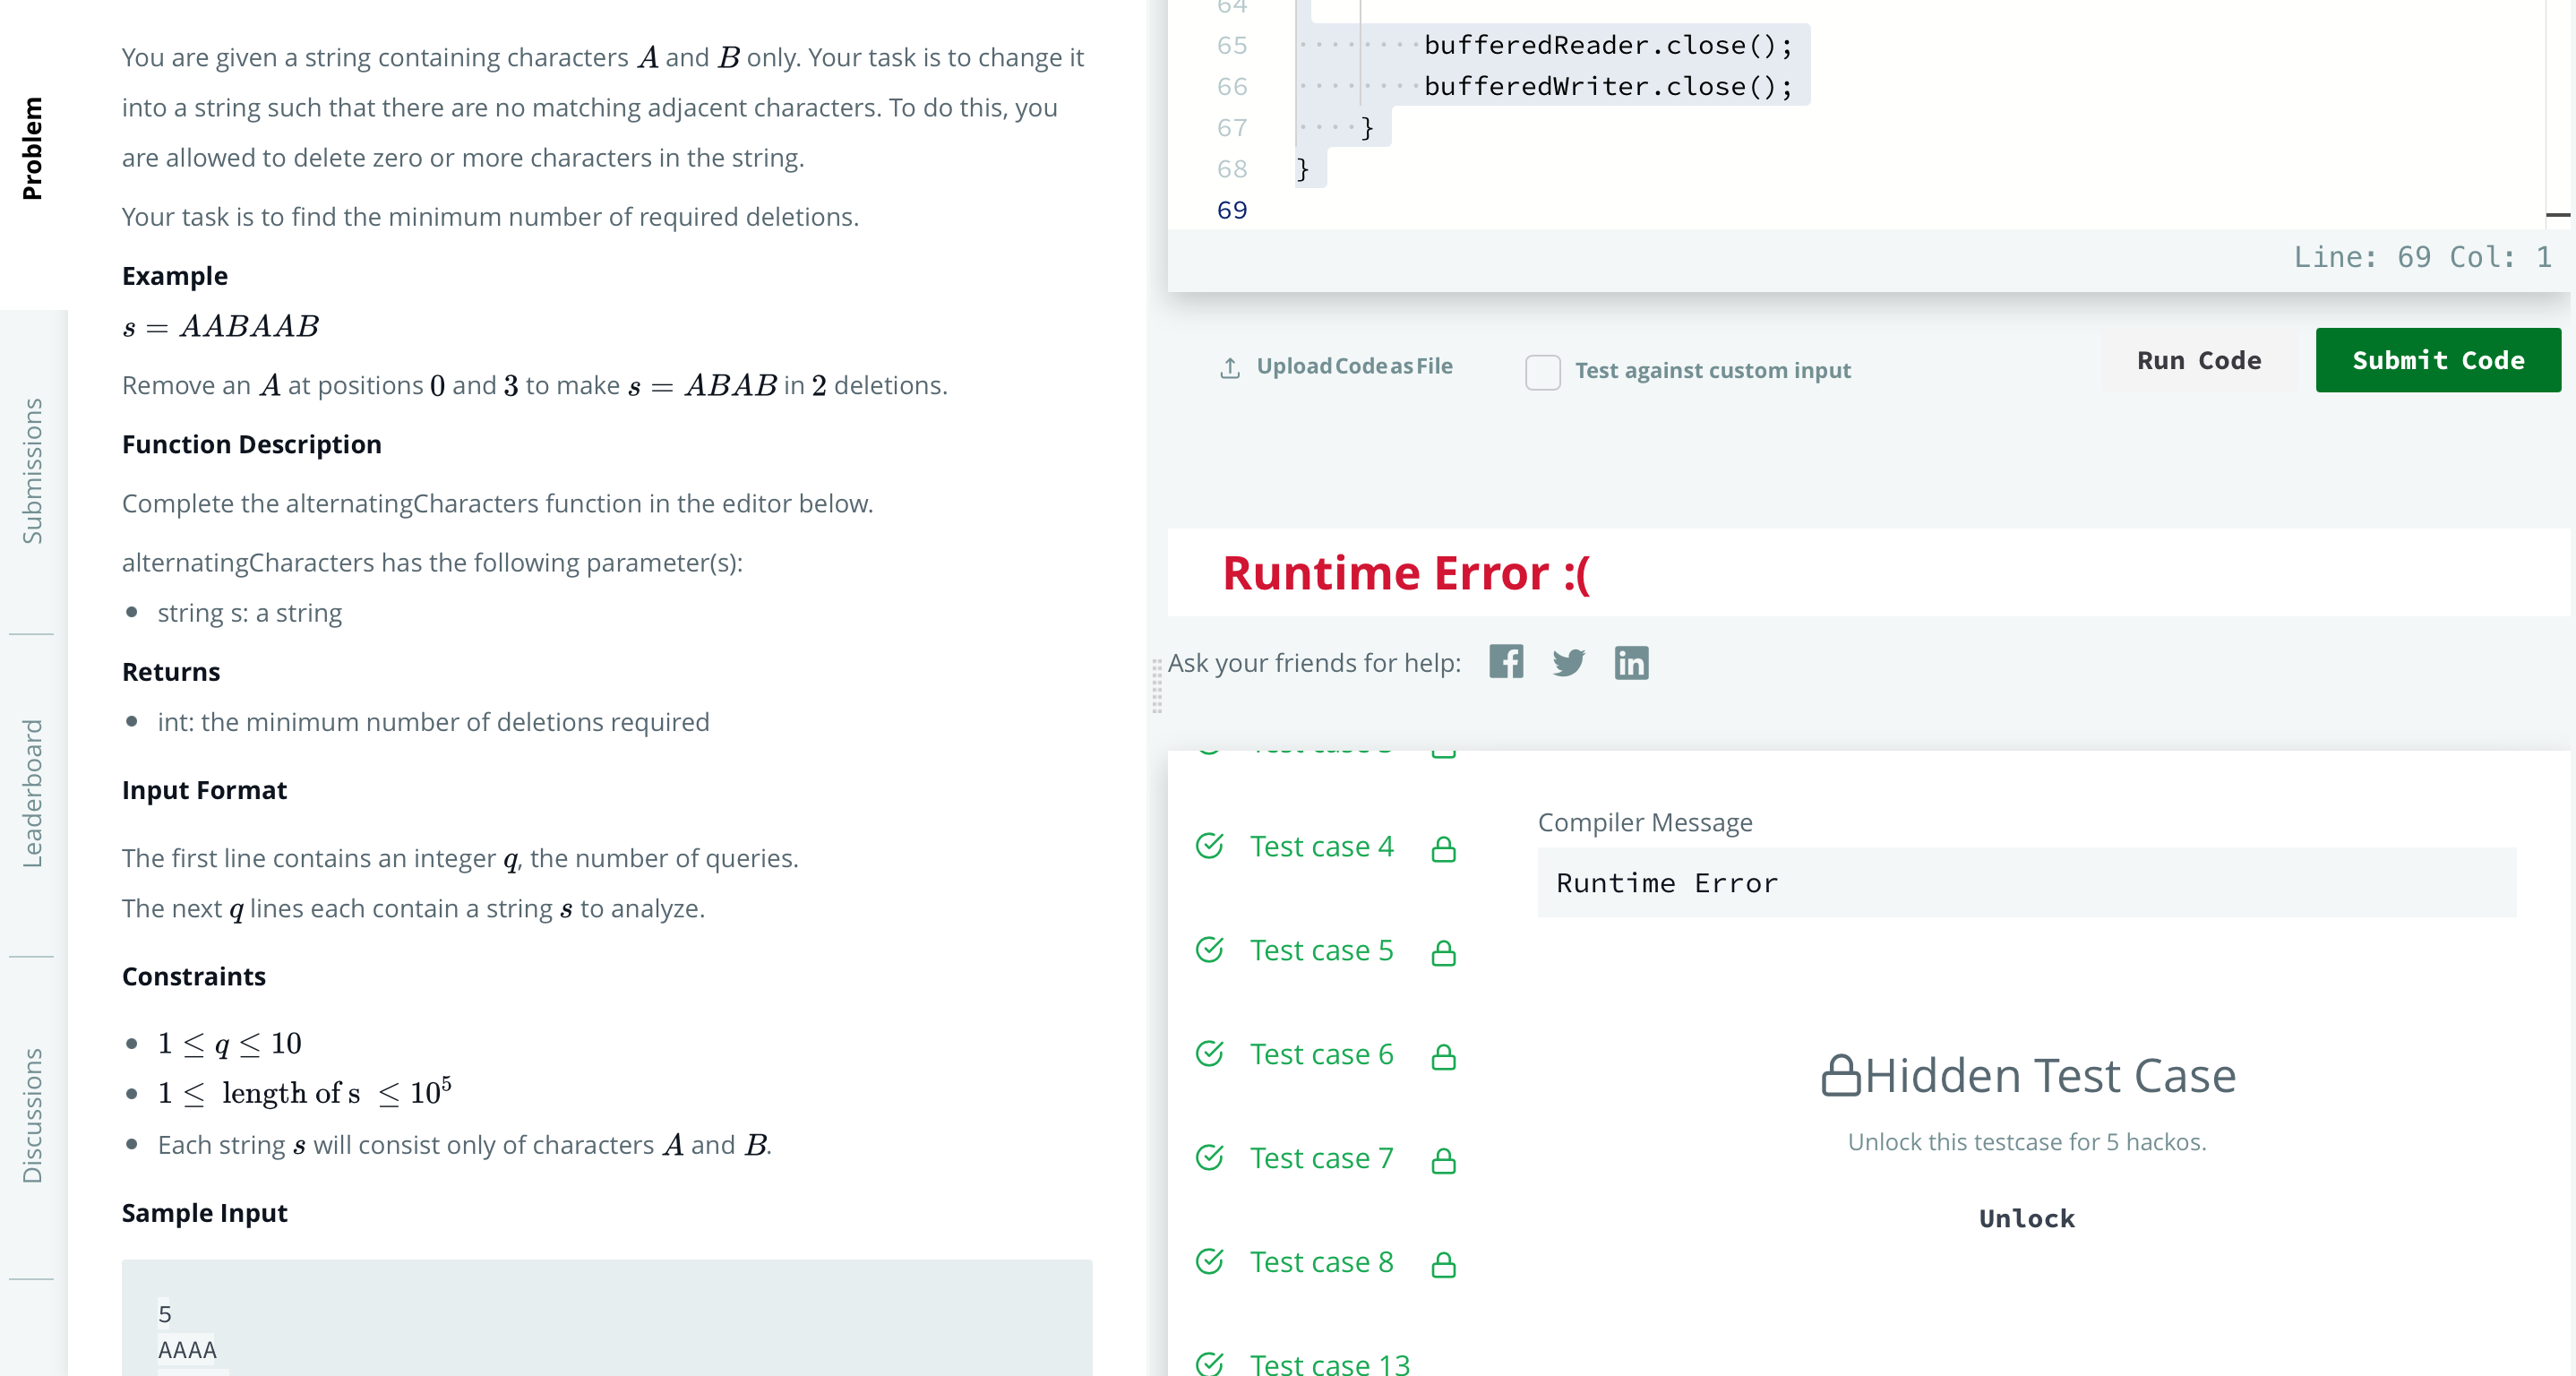 Problem
Submissions
Leaderboard
Discussions
You are given a string containing characters A and B only. Your task is to change it
into a string such that there are no matching adjacent characters. To do this, you
are allowed to delete zero or more characters in the string.
Your task is to find the minimum number of required deletions.
Example
s = AABAAB
Remove an A at positions 0 and 3 to make s = ABAB in 2 deletions.
Function Description
Complete the alternatingCharacters function in the editor below.
alternatingCharacters has the following parameter(s):
• string s: a string
Returns
• int: the minimum number of deletions required
Input Format
The first line contains an integer q, the number of queries.
The next q lines each contain a string s to analyze.
Constraints
• 1 ≤ q ≤ 10
• 1 ≤ length of s ≤ 10⁵
• Each string s will consist only of characters A and B.
Sample Input
5
AAAA
64
65 bufferedReader.close();
66 bufferedWriter.close();
67 }
68 }
69
Line: 69 Col: 1
Upload Code as File
Test against custom input
Run Code
Submit Code
Runtime Error :(
Ask your friends for help:
Test case 4
Test case 5
Test case 6
Test case 7
Test case 8
Test case 13
Compiler Message
Runtime Error
Hidden Test Case
Unlock this testcase for 5 hackos.
Unlock